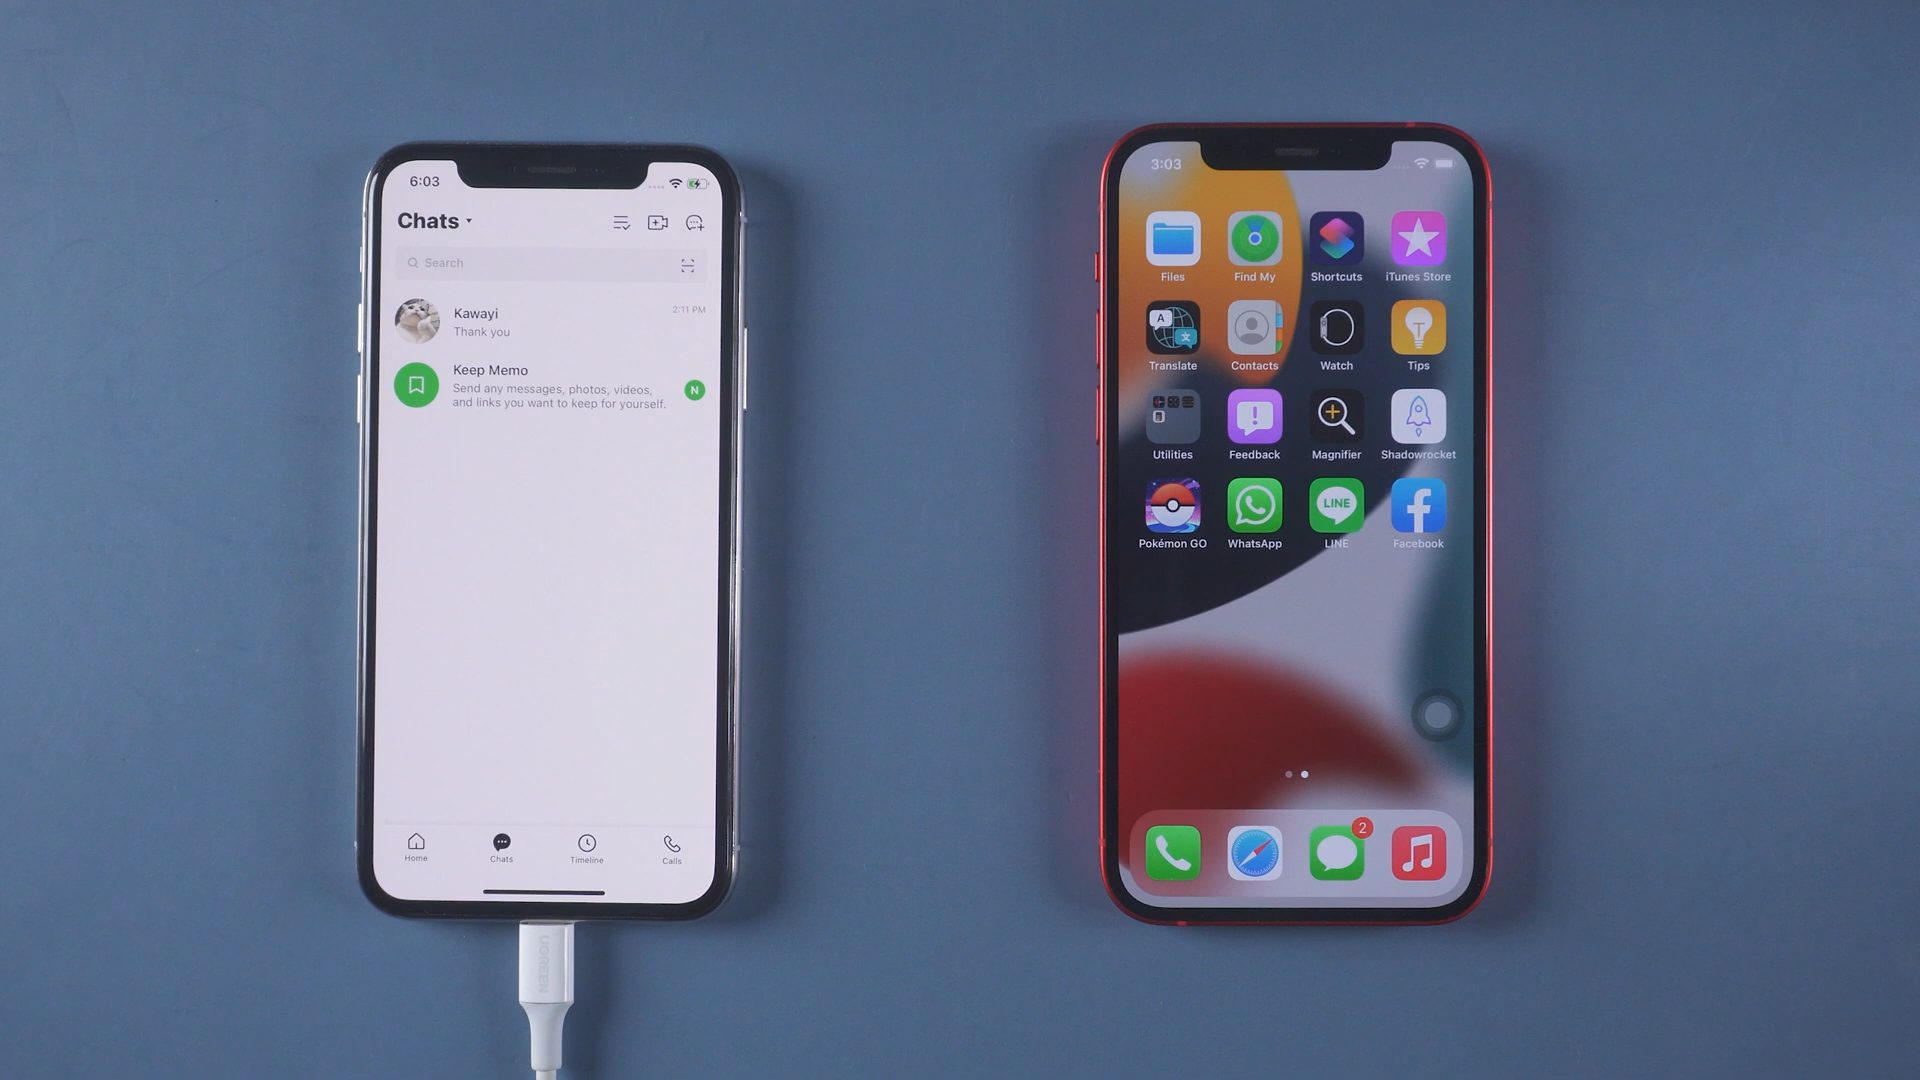 6:03
Chats
Search
Kawayi
2:11 PM
Thank you
Keep Memo
Send any messages, photos, videos,
and links you want to keep for yourself.
N
Home
Chats
Timeline
Calls
UGREEN
3:03
Files
Find My
Shortcuts
iTunes Store
A
文
Translate
Contacts
Watch
Tips
Utilities
Feedback
Magnifier
Shadowrocket
LINE
Pokémon GO
WhatsApp
LINE
Facebook
2